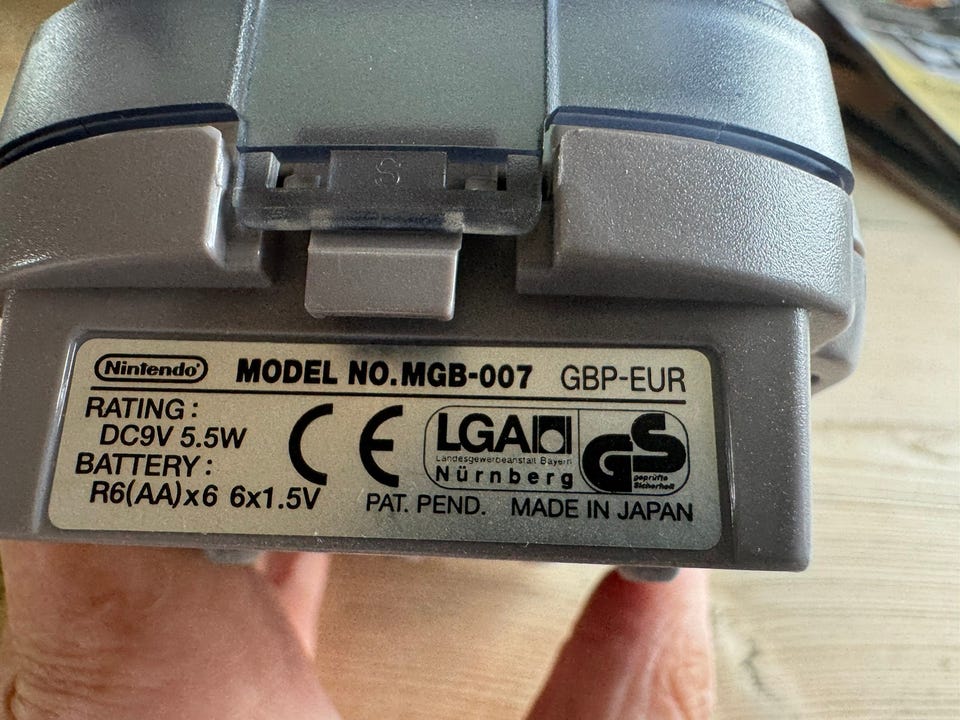 S
Nintendo MODEL NO.MGB-007 GBP-EUR
RATING:
DC9V 5.5W
BATTERY:
R6(AA)x6 6x1.5V
CE
LGA
Landesgewerbeanstalt Bayern
Nürnberg
GS
geprüfte
Sicherheit
PAT. PEND. MADE IN JAPAN